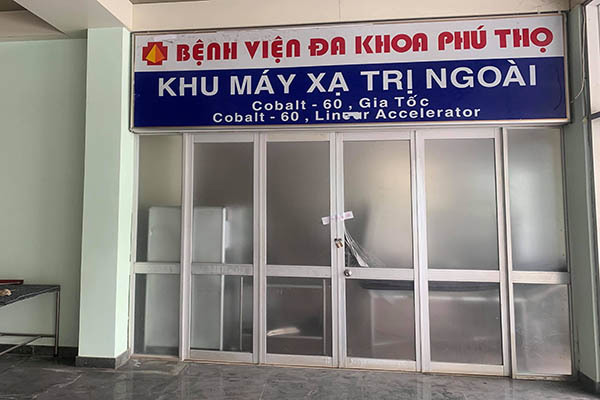 BỆNH VIỆN ĐA KHOA PHÚ THỌ
KHU MÁY XẠ TRỊ NGOÀI
Cobalt - 60 , Gia Tốc
Cobalt - 60 , Linear Accelerator